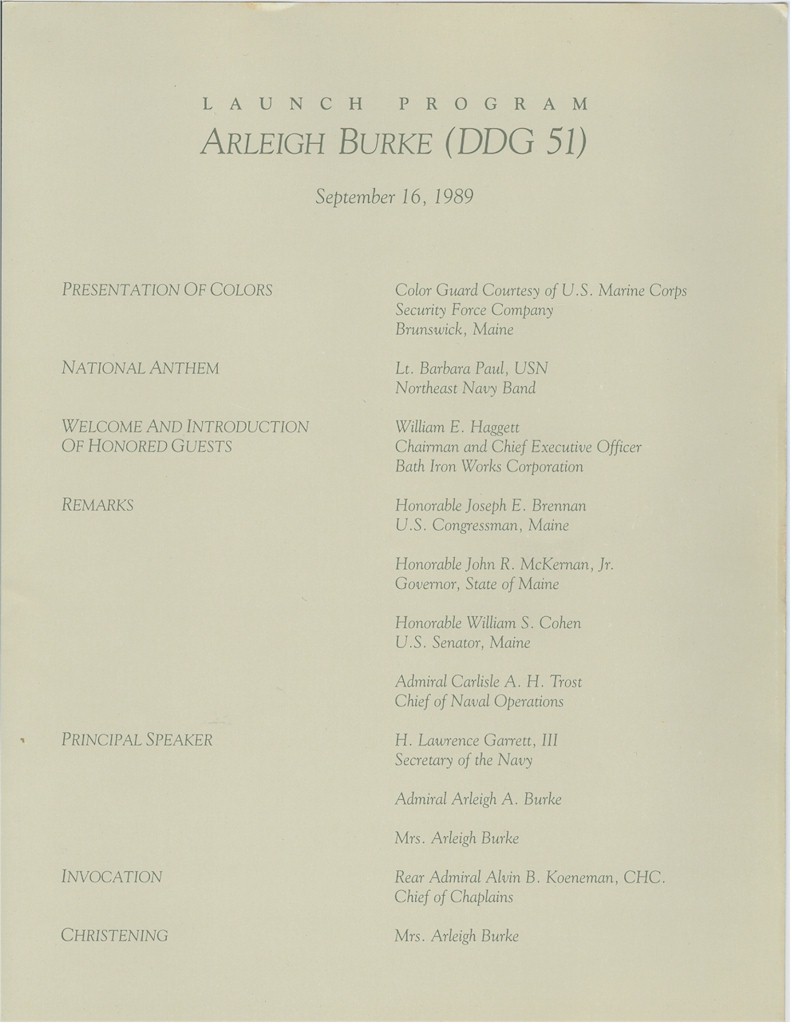 LAUNCH PROGRAM
ARLEIGH BURKE (DDG 51)
September 16, 1989
PRESENTATION OF COLORS
Color Guard Courtesy of U.S. Marine Corps
Security Force Company
Brunswick, Maine
NATIONAL ANTHEM
Lt. Barbara Paul, USN
Northeast Navy Band
WELCOME AND INTRODUCTION
OF HONORED GUESTS
William E. Haggett
Chairman and Chief Executive Officer
Bath Iron Works Corporation
REMARKS
Honorable Joseph E. Brennan
U.S. Congressman, Maine
Honorable John R. McKernan, Jr.
Governor, State of Maine
Honorable William S. Cohen
U.S. Senator, Maine
Admiral Carlisle A. H. Trost
Chief of Naval Operations
PRINCIPAL SPEAKER
H. Lawrence Garrett, III
Secretary of the Navy
Admiral Arleigh A. Burke
Mrs. Arleigh Burke
INVOCATION
Rear Admiral Alvin B. Koeneman, CHC.
Chief of Chaplains
CHRISTENING
Mrs. Arleigh Burke